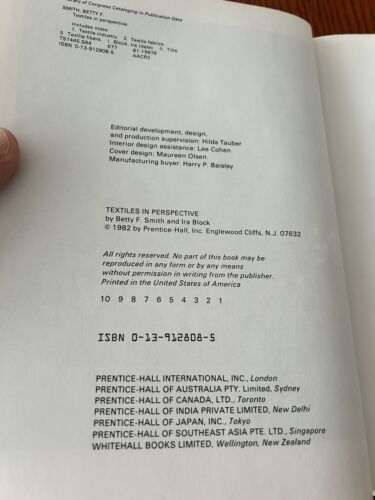 rary of Congress Cataloging in Publication Data
SMITH, BETTY F.
Textiles in perspective.
Includes index.
1. Textile industry. 2. Textile fabrics.
3. Textile fibers. I. Block, Ira (date) II. Title
TS1445.S64 677 81-19878
ISBN 0-13-912808-5 AACR2
Editorial development, design,
and production supervision: Hilda Tauber
Interior design assistance: Lee Cohen
Cover design: Maureen Olsen
Manufacturing buyer: Harry P. Baisley
TEXTILES IN PERSPECTIVE
by Betty F. Smith and Ira Block
© 1982 by Prentice-Hall, Inc. Englewood Cliffs, N.J. 07632
All rights reserved. No part of this book may be
reproduced in any form or by any means
without permission in writing from the publisher.
Printed in the United States of America
10 9 8 7 6 5 4 3 2 1
ISBN 0-13-912808-5
PRENTICE-HALL INTERNATIONAL, INC., London
PRENTICE-HALL OF AUSTRALIA PTY. Limited, Sydney
PRENTICE-HALL OF CANADA, LTD., Toronto
PRENTICE-HALL OF INDIA PRIVATE LIMITED, New Delhi
PRENTICE-HALL OF JAPAN, INC., Tokyo
PRENTICE-HALL OF SOUTHEAST ASIA PTE. LTD., Singapore
WHITEHALL BOOKS LIMITED, Wellington, New Zealand